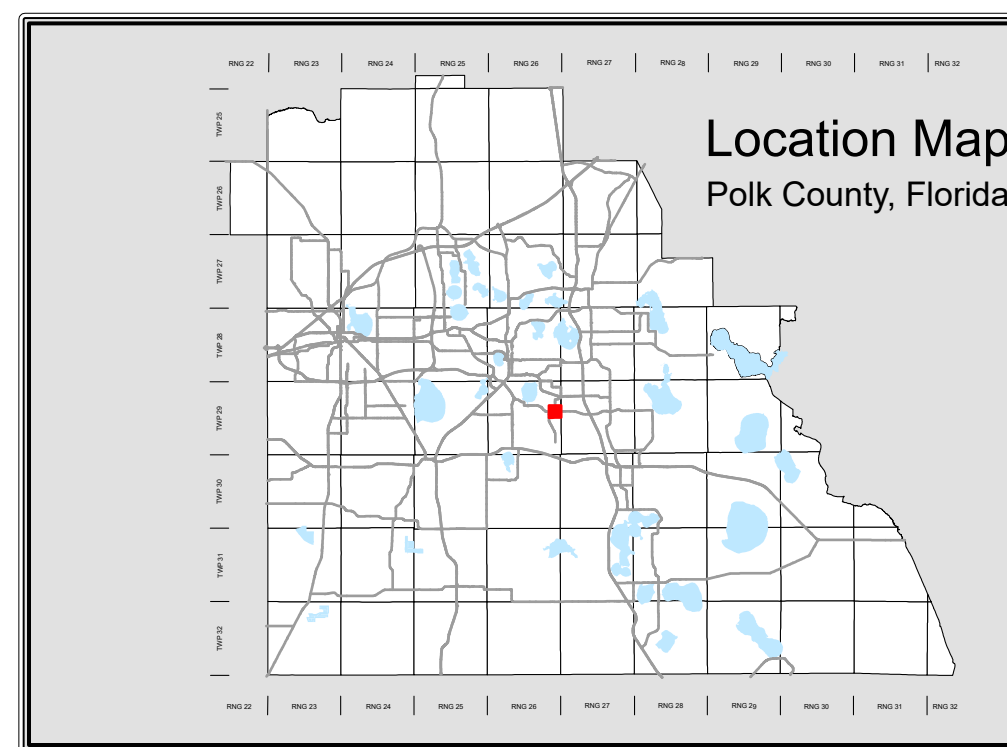 RNG 22 RNG 23 RNG 24 RNG 25 RNG 26 RNG 27 RNG 28 RNG 29 RNG 30 RNG 31 RNG 32
Location Map
Polk County, Florida
TWP 25
TWP 26
TWP 27
TWP 28
TWP 29
TWP 30
TWP 31
TWP 32
RNG 22 RNG 23 RNG 24 RNG 25 RNG 26 RNG 27 RNG 28 RNG 29 RNG 30 RNG 31 RNG 32